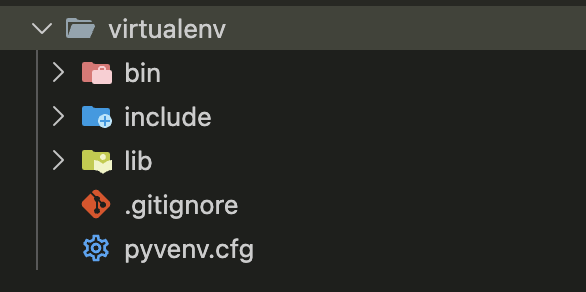 virtualenv
bin
include
lib
.gitignore
pyvenv.cfg